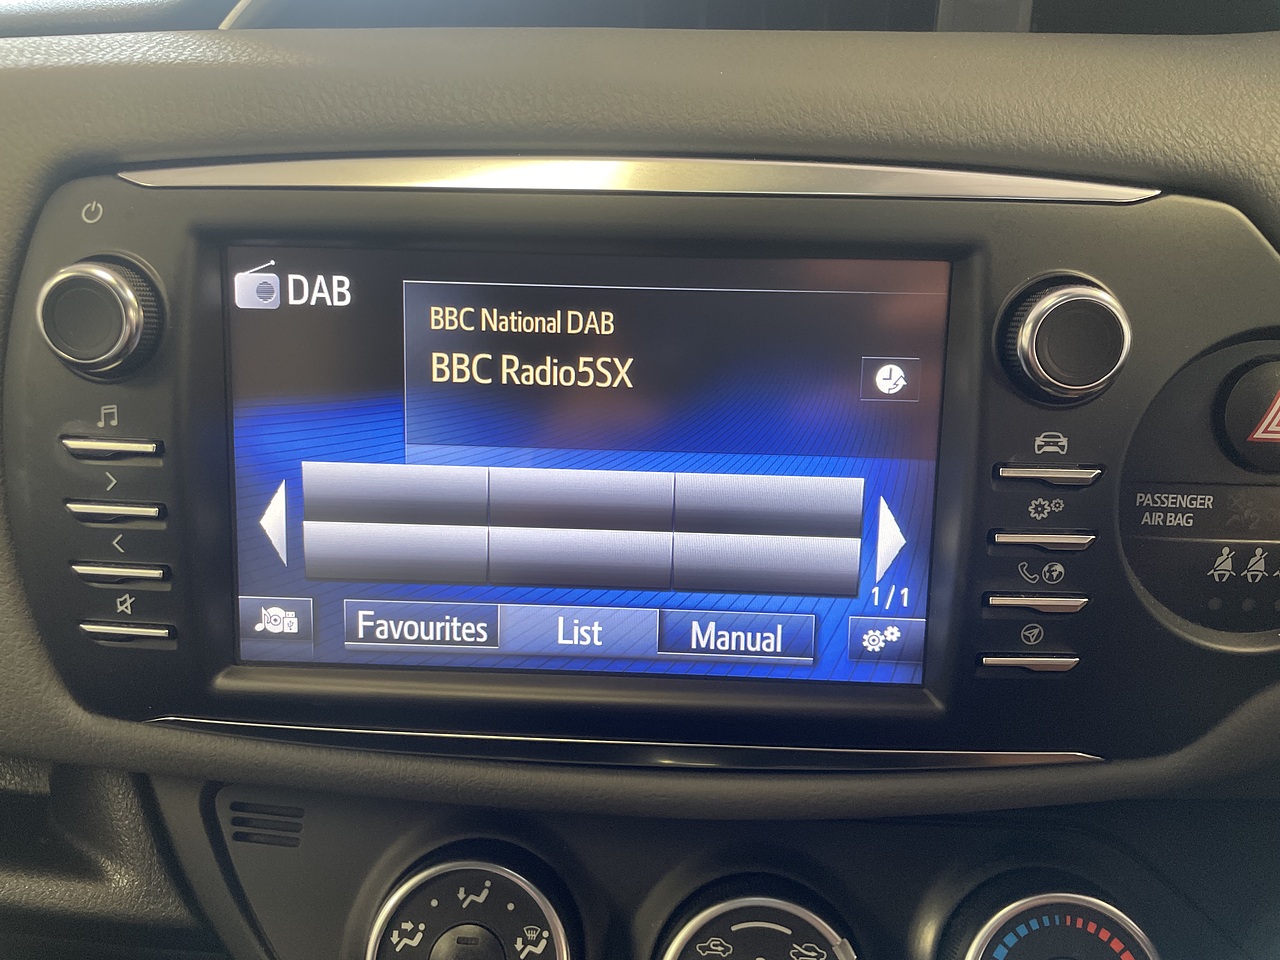 DAB
BBC National DAB
BBC Radio5SX
1/1
Favourites
List
Manual
PASSENGER
AIR BAG